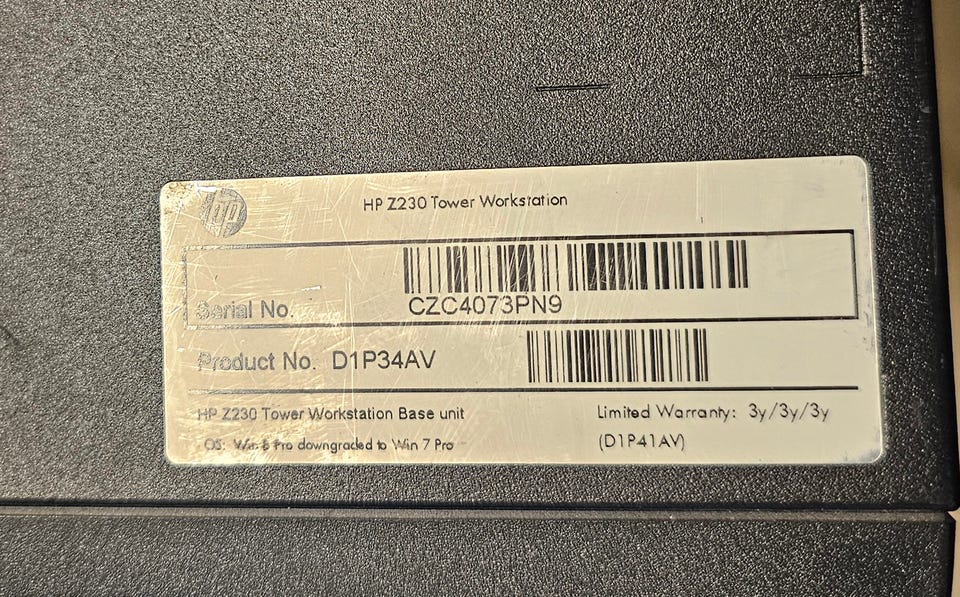 hp
HP Z230 Tower Workstation
Serial No.
CZC4073PN9
Product No. D1P34AV
HP Z230 Tower Workstation Base unit
Limited Warranty: 3y/3y/3y
OS: Win 8 Pro downgraded to Win 7 Pro
(D1P41AV)